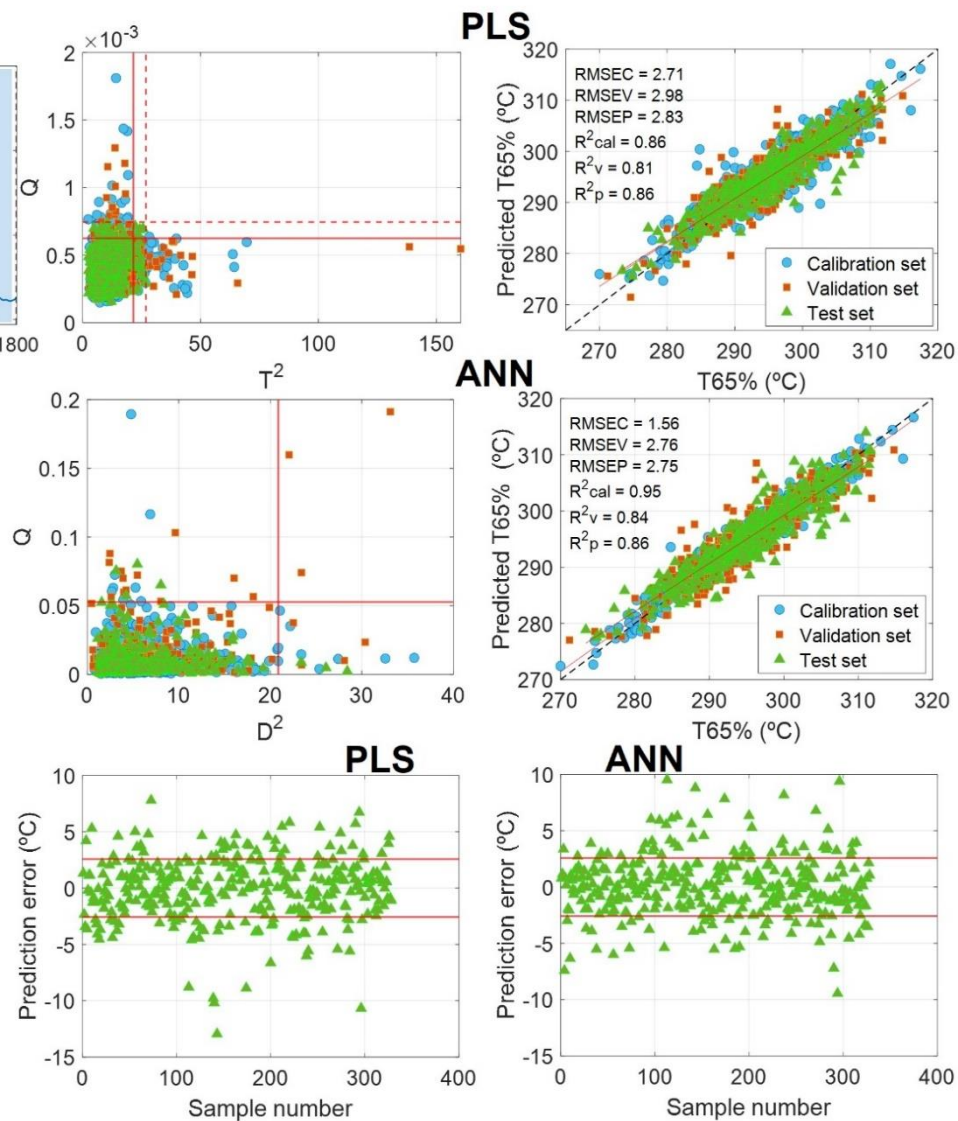 PLS
×10⁻³
2
1.5
1
0.5
0
Q
0
50
100
150
T²
1800
320
310
300
290
280
270
Predicted T65% (ºC)
RMSEC = 2.71
RMSEV = 2.98
RMSEP = 2.83
R²cal = 0.86
R²v = 0.81
R²p = 0.86
Calibration set
Validation set
Test set
270
280
290
300
310
320
T65% (ºC)
ANN
0.2
0.15
0.1
0.05
0
Q
0
10
20
30
40
D²
320
310
300
290
280
270
Predicted T65% (ºC)
RMSEC = 1.56
RMSEV = 2.76
RMSEP = 2.75
R²cal = 0.95
R²v = 0.84
R²p = 0.86
Calibration set
Validation set
Test set
270
280
290
300
310
320
T65% (ºC)
PLS
10
5
0
-5
-10
-15
Prediction error (ºC)
0
100
200
300
400
Sample number
ANN
10
5
0
-5
-10
-15
Prediction error (ºC)
0
100
200
300
400
Sample number